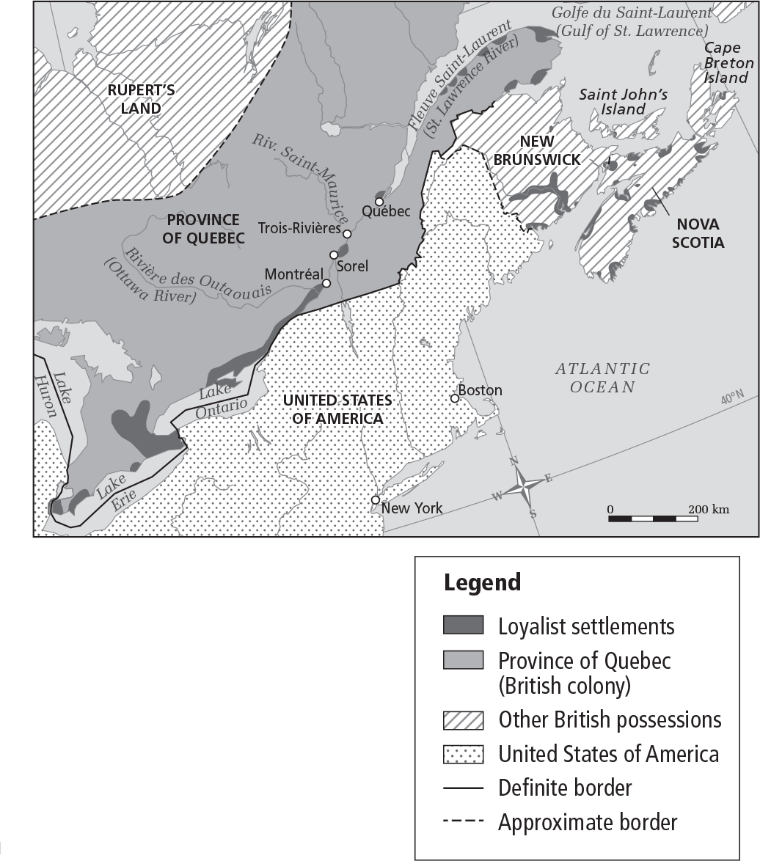 Golfe du Saint-Laurent
(Gulf of St. Lawrence)
Fleuve Saint-Laurent
(St. Lawrence River)
Cape
Breton
Island
RUPERT'S
LAND
Saint John's
Island
NEW
BRUNSWICK
Riv. Saint-Maurice
Québec
PROVINCE
OF QUEBEC
Trois-Rivières
NOVA
SCOTIA
Sorel
Rivière des Outaouais
(Ottawa River)
Montréal
Lake
Huron
ATLANTIC
OCEAN
Lake
Ontario
UNITED STATES
OF AMERICA
Boston
40°N
N
E
W
S
Lake
Erie
New York
0 200 km
Legend
Loyalist settlements
Province of Quebec
(British colony)
Other British possessions
United States of America
Definite border
Approximate border